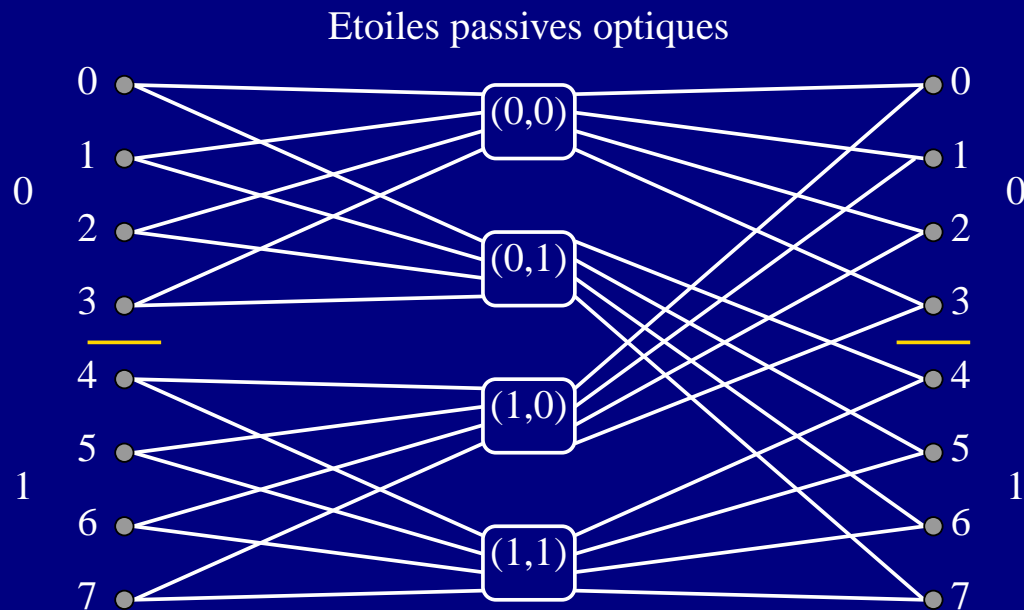 Etoiles passives optiques
0 (0,0) 0
1 1
0 0
2 (0,1) 2
3 3
4 (1,0) 4
5 5
1 1
6 (1,1) 6
7 7